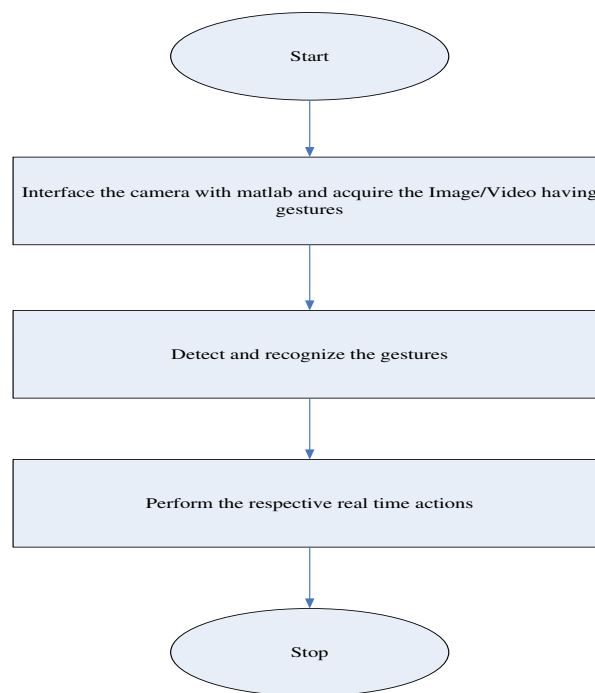 Start
Interface the camera with matlab and acquire the Image/Video having
gestures
Detect and recognize the gestures
Perform the respective real time actions
Stop